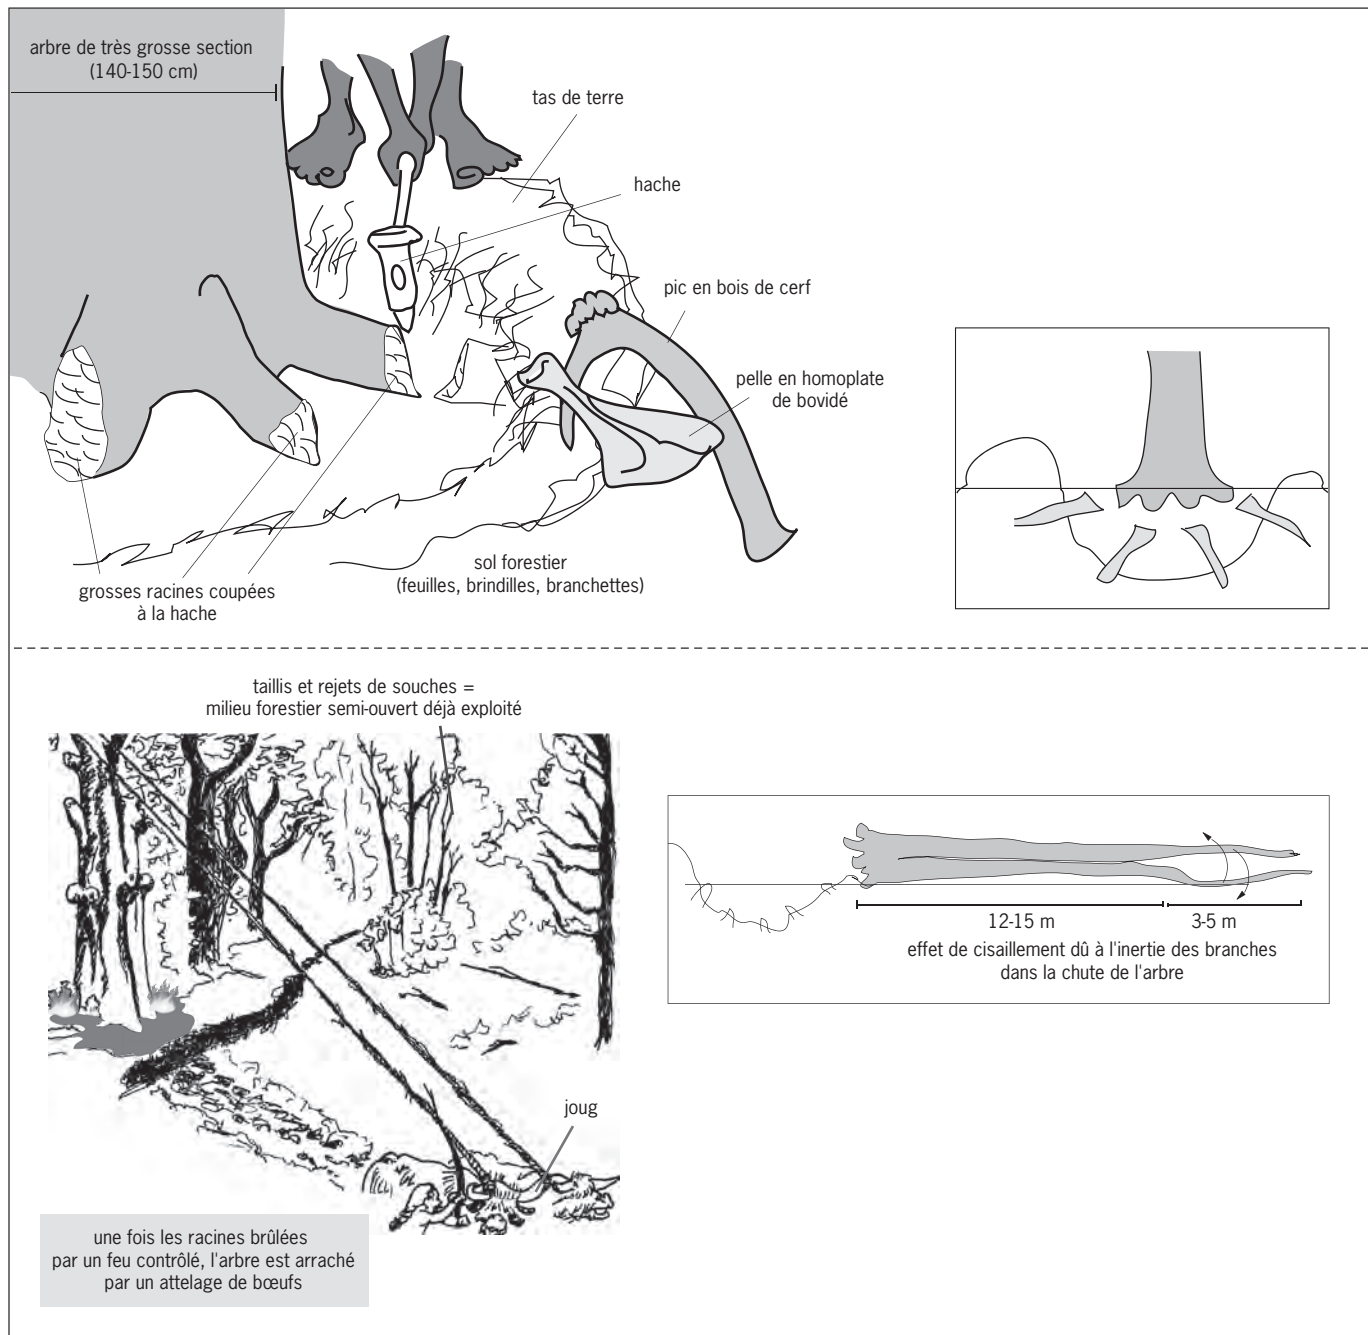 arbre de très grosse section
(140-150 cm)
tas de terre
hache
pic en bois de cerf
pelle en homoplate
de bovidé
sol forestier
(feuilles, brindilles, branchettes)
grosses racines coupées
à la hache
taillis et rejets de souches =
milieu forestier semi-ouvert déjà exploité
12-15 m
3-5 m
effet de cisaillement dû à l'inertie des branches
dans la chute de l'arbre
joug
une fois les racines brûlées
par un feu contrôlé, l'arbre est arraché
par un attelage de bœufs